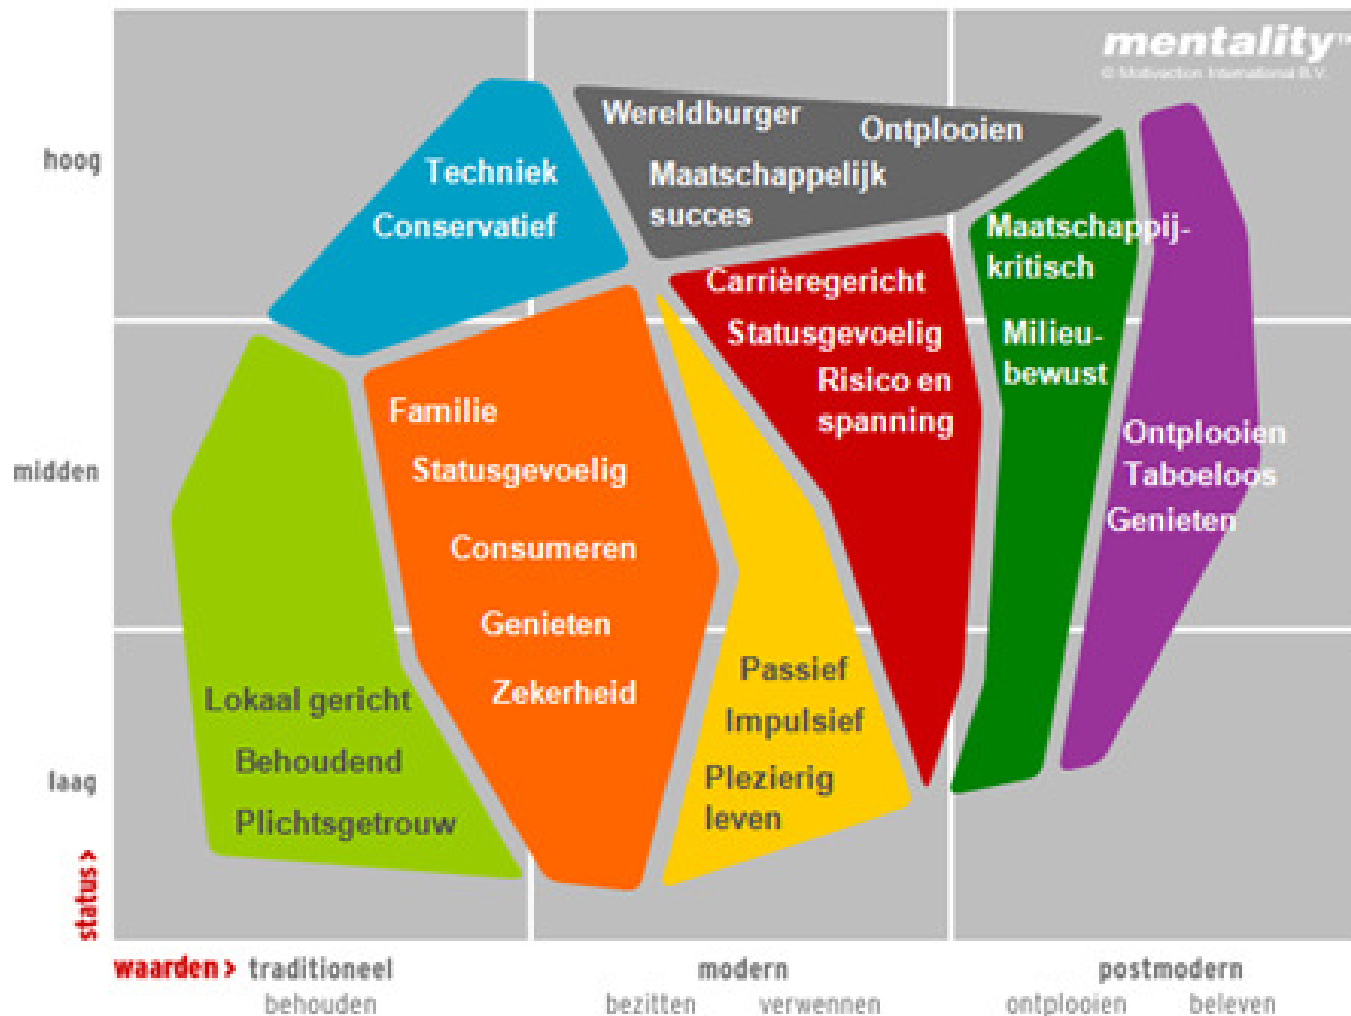 mentality™
© Motivaction International B.V.
hoog
midden
laag
status >
Techniek
Conservatief
Wereldburger
Ontplooien
Maatschappelijk
succes
Carrièregericht
Statusgevoelig
Risico en
spanning
Maatschappij-
kritisch
Milieu-
bewust
Ontplooien
Taboeloos
Genieten
Familie
Statusgevoelig
Consumeren
Genieten
Zekerheid
Passief
Impulsief
Plezierig
leven
Lokaal gericht
Behoudend
Plichtsgetrouw
waarden > traditioneel modern postmodern
behouden bezitten verwennen ontplooien beleven